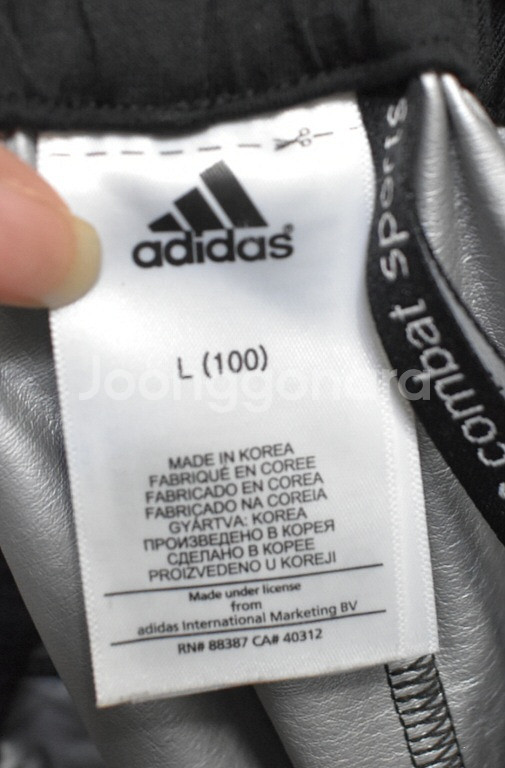 adidas®
L (100)
Joonggonara
MADE IN KOREA
FABRIQUÉ EN COREE
FABRICADO EN COREA
FABRICADO NA COREIA
GYÁRTVA: KOREA
ПРОИЗВЕДЕНО В КОРЕЯ
СДЕЛАНО В КОРЕЕ
PROIZVEDENO U KOREJI
Made under license
from
adidas International Marketing BV
RN# 88387 CA# 40312
combat sports